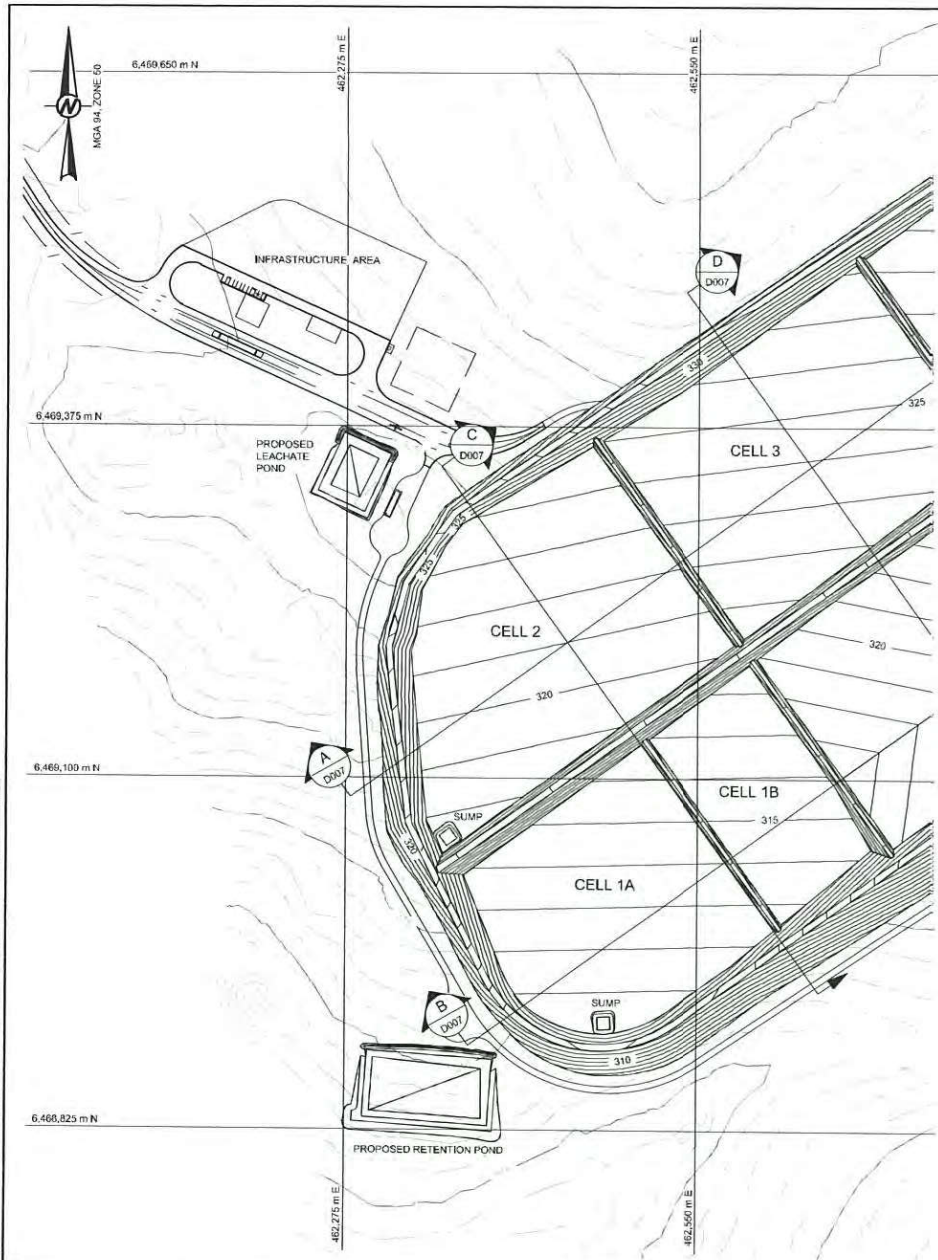 6,469,650 m N
462,275 m E
462,550 m E
N
MGA 94, ZONE 50
INFRASTRUCTURE AREA
D
D007
330
325
6,469,375 m N
C
D007
PROPOSED
LEACHATE
POND
CELL 3
325
325
CELL 2
320
320
A
D007
6,469,100 m N
CELL 1B
SUMP
315
320
CELL 1A
B
D007
SUMP
310
6,468,825 m N
PROPOSED RETENTION POND
462,275 m E
462,550 m E